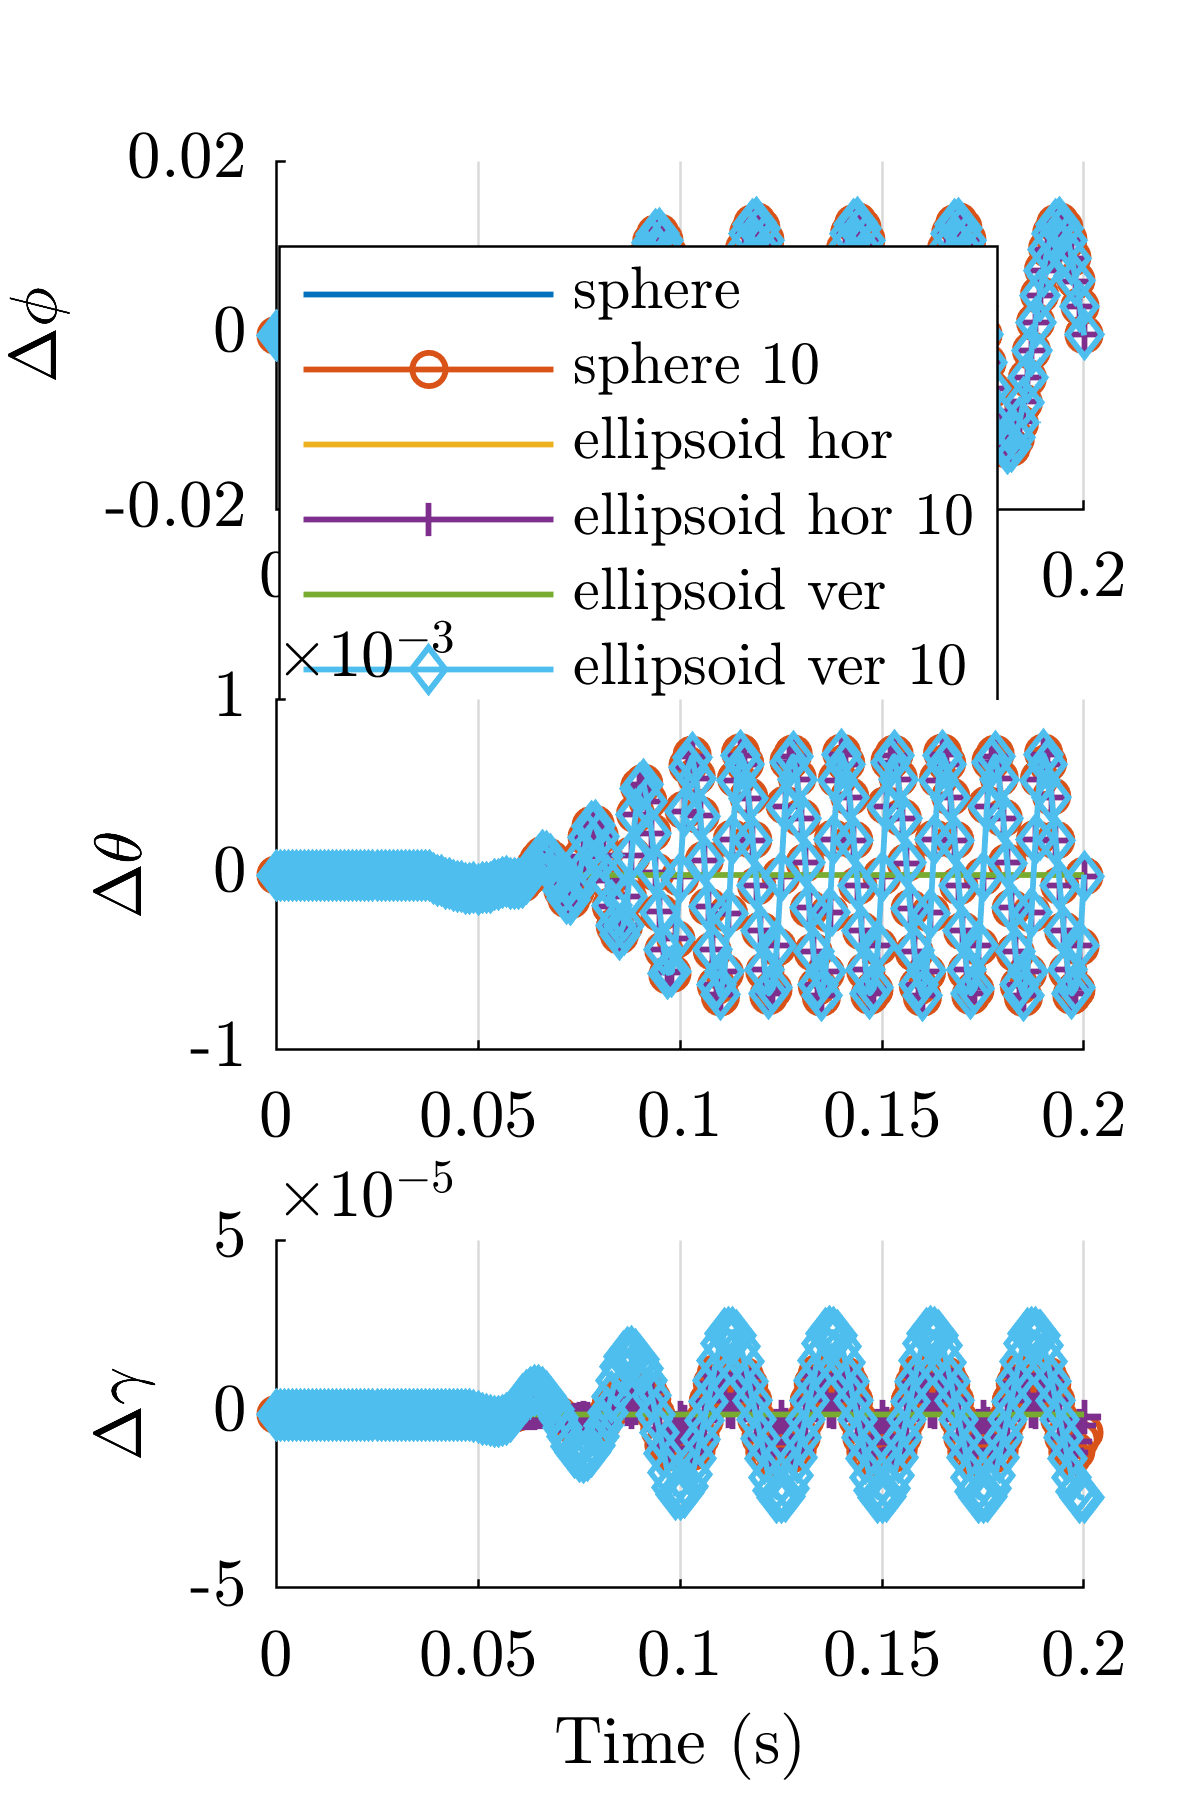 0.02
Δϕ
0
-0.02
sphere
sphere 10
ellipsoid hor
ellipsoid hor 10
ellipsoid ver
ellipsoid ver 10
0 0.2
×10⁻³
1
Δθ
0
-1
0 0.05 0.1 0.15 0.2
×10⁻⁵
5
Δγ
0
-5
0 0.05 0.1 0.15 0.2
Time (s)